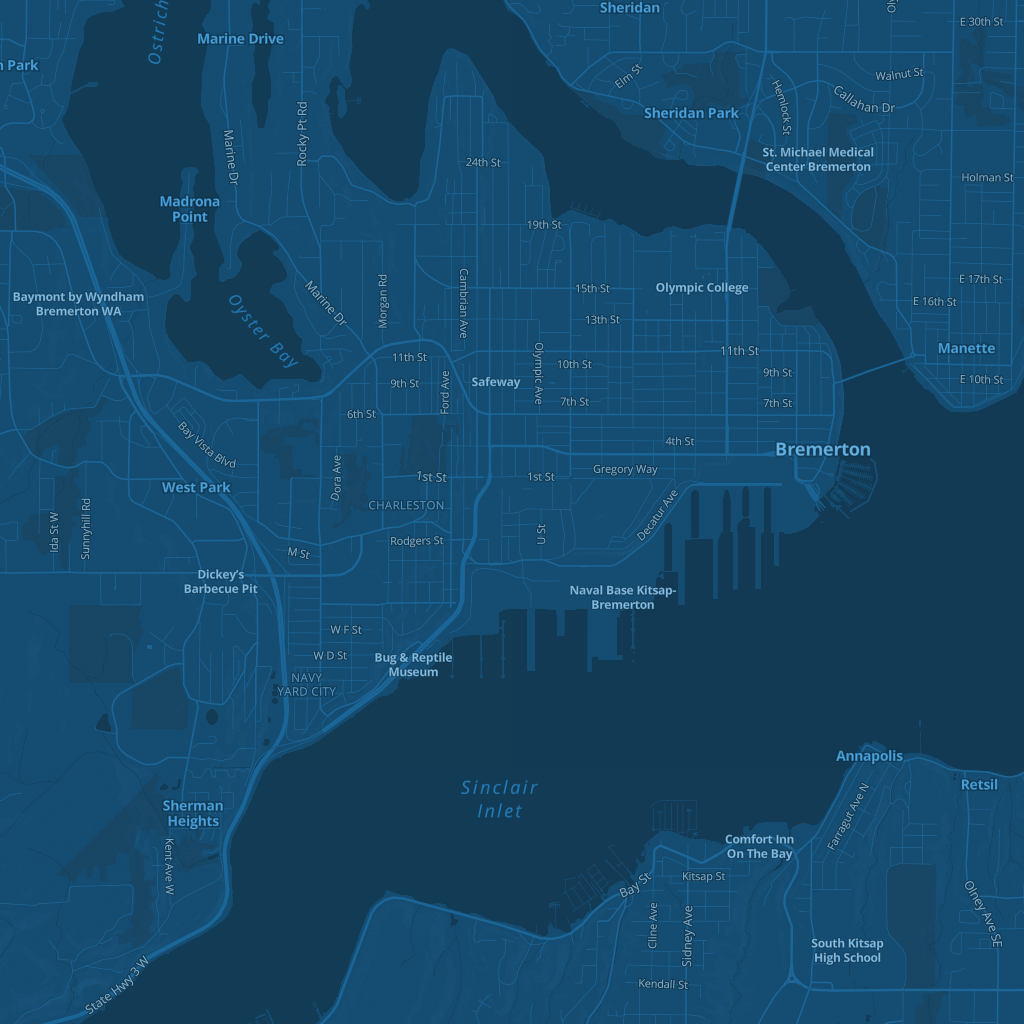 Sheridan
E 30th St
Marine Drive
Ostrich
n Park
Elm St
Walnut St
Callahan Dr
Hemlock St
Sheridan Park
Rocky Pt Rd
Marine Dr
24th St
St. Michael Medical
Center Bremerton
Holman St
Madrona
Point
19th St
E 17th St
Baymont by Wyndham
Bremerton WA
Oyster Bay
Marine Dr
Morgan Rd
Cambrian Ave
15th St
Olympic College
E 16th St
13th St
11th St
Olympic Ave
10th St
11th St
Manette
9th St
Ford Ave
Safeway
9th St
E 10th St
6th St
7th St
7th St
Bay Vista Blvd
4th St
Bremerton
West Park
Dora Ave
1st St
1st St
Gregory Way
CHARLESTON
Ida St W
Sunnyhill Rd
Decatur Ave
U St
Rodgers St
M St
Dickey's
Barbecue Pit
Naval Base Kitsap-
Bremerton
W F St
W D St
Bug & Reptile
Museum
NAVY
YARD CITY
Annapolis
Retsil
Sinclair
Inlet
Sherman
Heights
Farragut Ave N
Comfort Inn
On The Bay
Kent Ave W
Bay St
Kitsap St
Olney Ave SE
Cline Ave
Sidney Ave
South Kitsap
High School
State Hwy 3 W
Kendall St